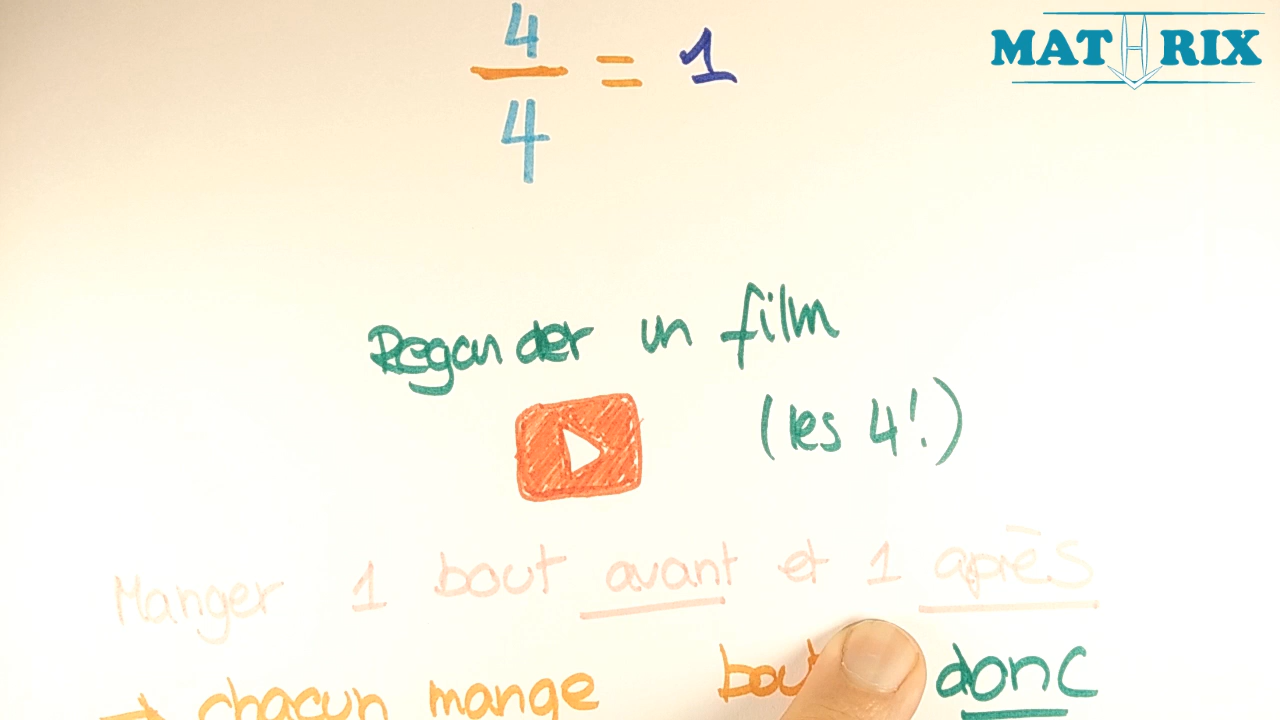 MATHRIX
4
4
= 1
Regarder un film
(les 4!)
Manger 1 bout avant et 1 après
→ chacun mange bout donc